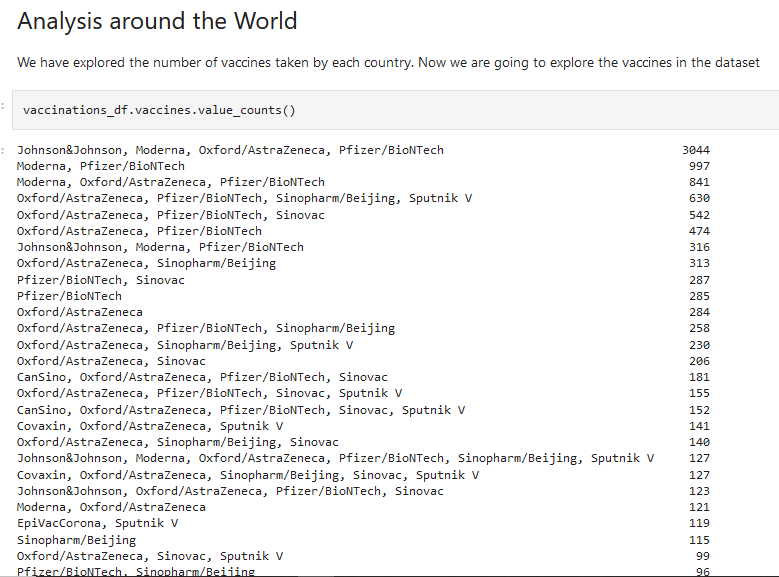 Analysis around the World
We have explored the number of vaccines taken by each country. Now we are going to explore the vaccines in the dataset
vaccinations_df.vaccines.value_counts()
Johnson&Johnson, Moderna, Oxford/AstraZeneca, Pfizer/BioNTech 3044
Moderna, Pfizer/BioNTech 997
Moderna, Oxford/AstraZeneca, Pfizer/BioNTech 841
Oxford/AstraZeneca, Pfizer/BioNTech, Sinopharm/Beijing, Sputnik V 630
Oxford/AstraZeneca, Pfizer/BioNTech, Sinovac 542
Oxford/AstraZeneca, Pfizer/BioNTech 474
Johnson&Johnson, Moderna, Pfizer/BioNTech 316
Oxford/AstraZeneca, Sinopharm/Beijing 313
Pfizer/BioNTech, Sinovac 287
Pfizer/BioNTech 285
Oxford/AstraZeneca 284
Oxford/AstraZeneca, Pfizer/BioNTech, Sinopharm/Beijing 258
Oxford/AstraZeneca, Sinopharm/Beijing, Sputnik V 230
Oxford/AstraZeneca, Sinovac 206
CanSino, Oxford/AstraZeneca, Pfizer/BioNTech, Sinovac 181
Oxford/AstraZeneca, Pfizer/BioNTech, Sinovac, Sputnik V 155
CanSino, Oxford/AstraZeneca, Pfizer/BioNTech, Sinovac, Sputnik V 152
Covaxin, Oxford/AstraZeneca, Sputnik V 141
Oxford/AstraZeneca, Sinopharm/Beijing, Sinovac 140
Johnson&Johnson, Moderna, Oxford/AstraZeneca, Pfizer/BioNTech, Sinopharm/Beijing, Sputnik V 127
Covaxin, Oxford/AstraZeneca, Sinopharm/Beijing, Sinovac, Sputnik V 127
Johnson&Johnson, Oxford/AstraZeneca, Pfizer/BioNTech, Sinovac 123
Moderna, Oxford/AstraZeneca 121
EpiVacCorona, Sputnik V 119
Sinopharm/Beijing 115
Oxford/AstraZeneca, Sinovac, Sputnik V 99
Pfizer/BioNTech, Sinopharm/Beijing 96